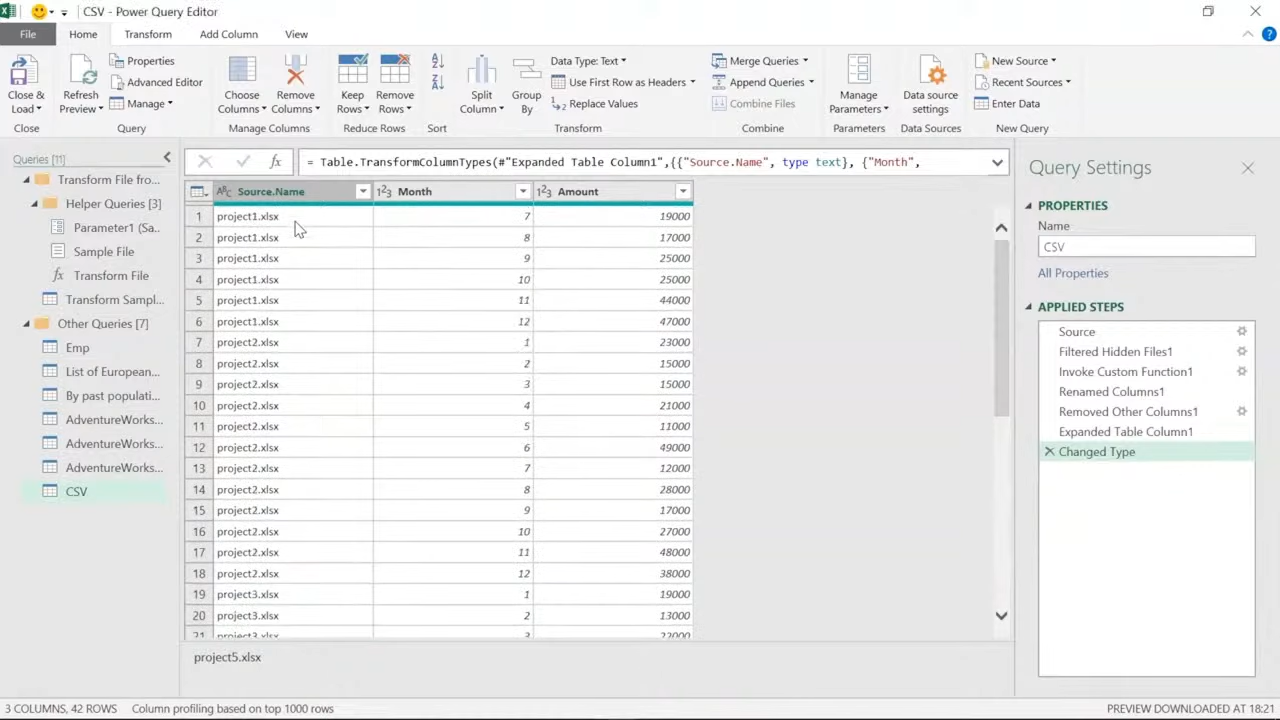 CSV - Power Query Editor
File
Home
Transform
Add Column
View
Close &
Load
Close
Refresh
Preview
Properties
Advanced Editor
Manage
Query
Choose
Columns
Remove
Columns
Manage Columns
Keep
Rows
Remove
Rows
Reduce Rows
Sort
Split
Column
Group
By
Data Type: Text
Use First Row as Headers
Replace Values
Transform
Merge Queries
Append Queries
Combine Files
Combine
Manage
Parameters
Parameters
Data source
settings
Data Sources
New Source
Recent Sources
Enter Data
New Query
Queries [11]
Transform File fro...
Helper Queries [3]
Parameter1 (Sa...
Sample File
fx Transform File
Transform Sampl...
Other Queries [7]
Emp
List of European...
By past populati...
AdventureWorks...
AdventureWorks...
AdventureWorks...
CSV
fx = Table.TransformColumnTypes(#"Expanded Table Column1",{{"Source.Name", type text}, {"Month",
ABC Source.Name 123 Month 123 Amount
1 project1.xlsx 7 19000
2 project1.xlsx 8 17000
3 project1.xlsx 9 25000
4 project1.xlsx 10 25000
5 project1.xlsx 11 44000
6 project1.xlsx 12 47000
7 project2.xlsx 1 23000
8 project2.xlsx 2 15000
9 project2.xlsx 3 15000
10 project2.xlsx 4 21000
11 project2.xlsx 5 11000
12 project2.xlsx 6 49000
13 project2.xlsx 7 12000
14 project2.xlsx 8 28000
15 project2.xlsx 9 17000
16 project2.xlsx 10 27000
17 project2.xlsx 11 48000
18 project2.xlsx 12 38000
19 project3.xlsx 1 19000
20 project3.xlsx 2 13000
21 project3.xlsx 3 22000
project5.xlsx
Query Settings
PROPERTIES
Name
CSV
All Properties
APPLIED STEPS
Source
Filtered Hidden Files1
Invoke Custom Function1
Renamed Columns1
Removed Other Columns1
Expanded Table Column1
Changed Type
3 COLUMNS, 42 ROWS Column profiling based on top 1000 rows
PREVIEW DOWNLOADED AT 18:21